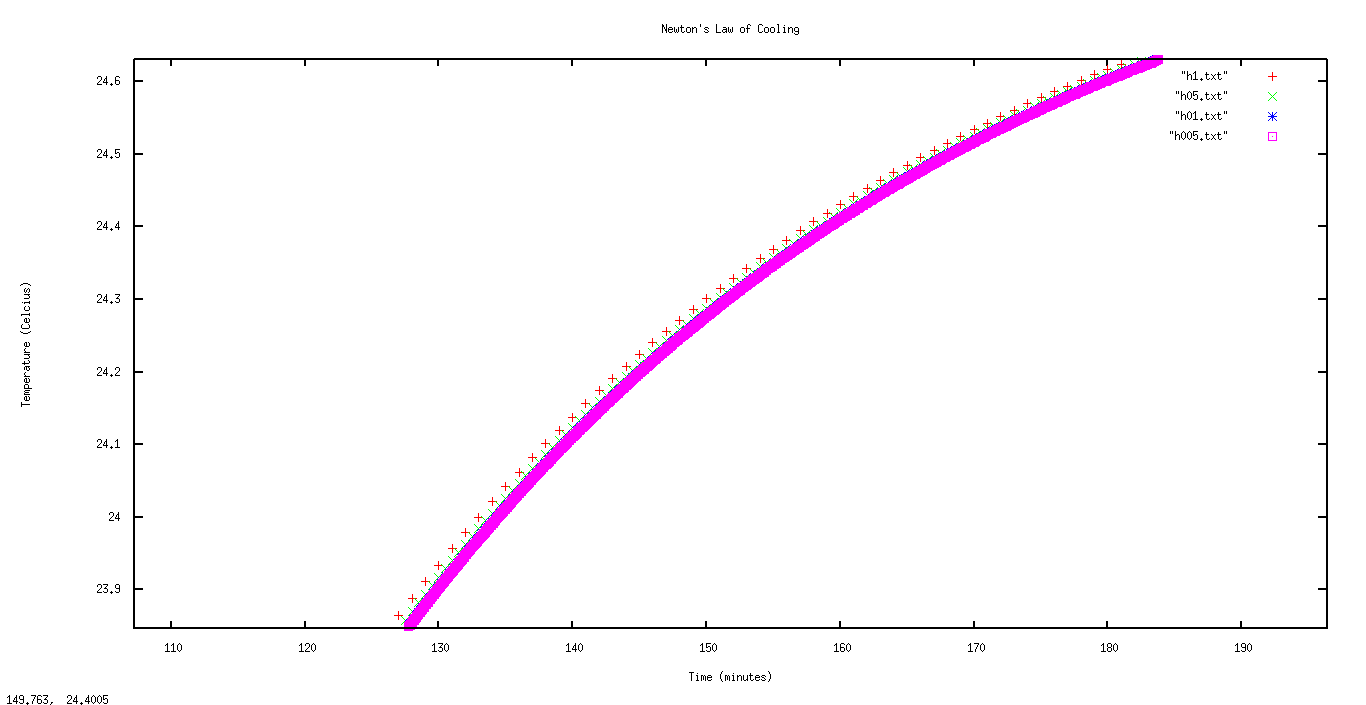 Newton's Law of Cooling
24.6
24.5
24.4
24.3
24.2
24.1
24
23.9
"h1.txt"
"h05.txt"
"h01.txt"
"h005.txt"
Temperature (Celcius)
110 120 130 140 150 160 170 180 190
Time (minutes)
149.763, 24.4005